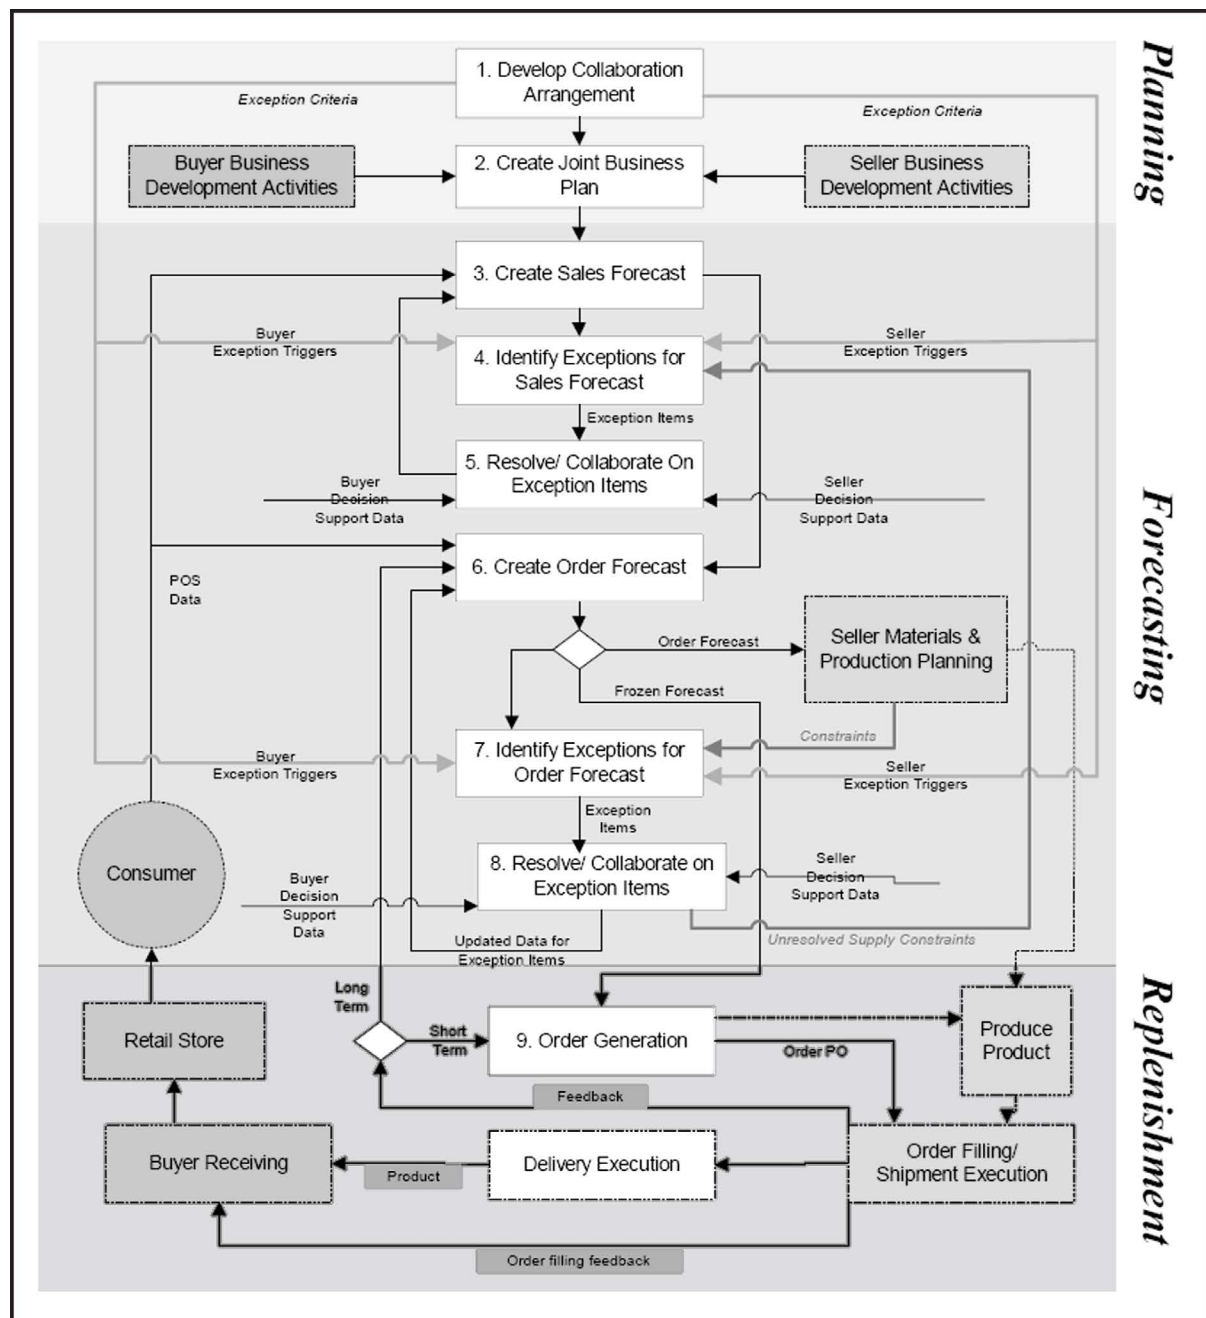 Planning
1. Develop Collaboration
Arrangement
Exception Criteria
Exception Criteria
Buyer Business
Development Activities
2. Create Joint Business
Plan
Seller Business
Development Activities
Forecasting
3. Create Sales Forecast
Buyer
Exception Triggers
4. Identify Exceptions for
Sales Forecast
Seller
Exception Triggers
Exception Items
5. Resolve/ Collaborate On
Exception Items
Buyer
Decision
Support Data
Seller
Decision
Support Data
6. Create Order Forecast
POS
Data
Order Forecast
Seller Materials &
Production Planning
Frozen Forecast
Constraints
Buyer
Exception Triggers
7. Identify Exceptions for
Order Forecast
Seller
Exception Triggers
Exception
Items
Consumer
8. Resolve/ Collaborate on
Exception Items
Buyer
Decision
Support
Data
Seller
Decision
Support Data
Updated Data for
Exception Items
Unresolved Supply Constraints
Replenishment
Long
Term
Short
Term
Retail Store
9. Order Generation
Order PO
Produce
Product
Feedback
Buyer Receiving
Product
Delivery Execution
Order Filling/
Shipment Execution
Order filling feedback